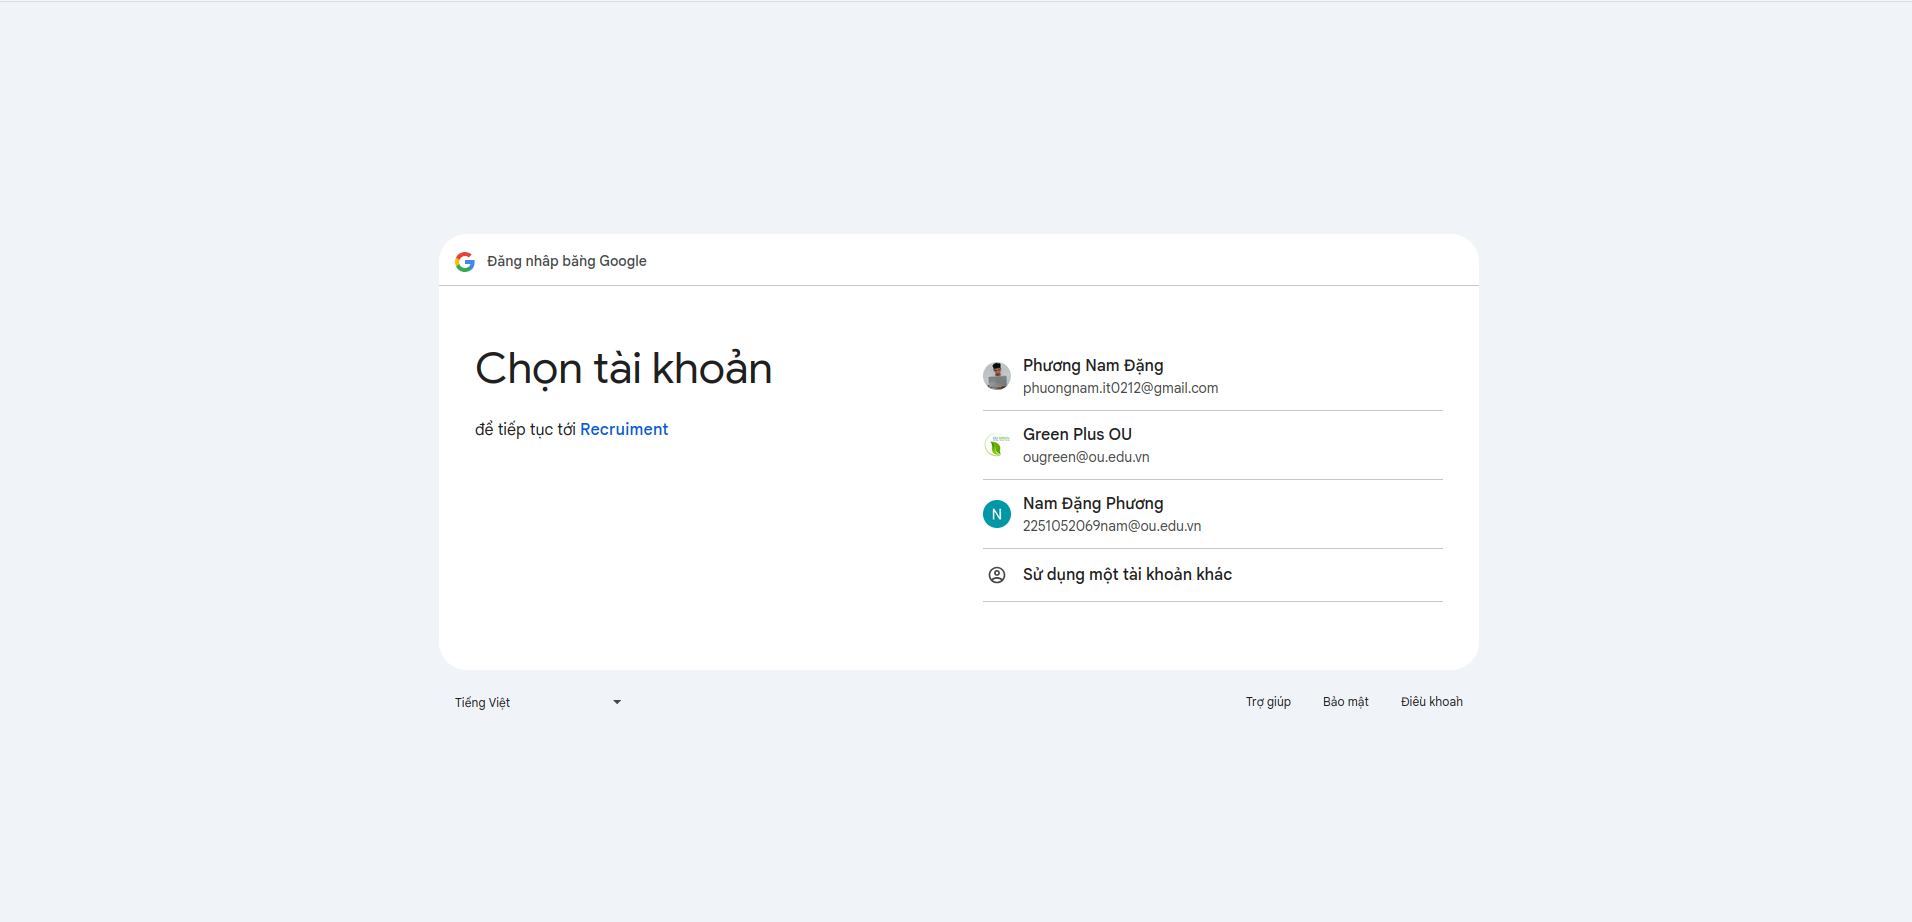 Đăng nhập bằng Google
Chọn tài khoản
để tiếp tục tới Recruiment
Phương Nam Đặng
phuongnam.it0212@gmail.com
Green Plus OU
ougreen@ou.edu.vn
N
Nam Đặng Phương
2251052069nam@ou.edu.vn
Sử dụng một tài khoản khác
Tiếng Việt
Trợ giúp
Bảo mật
Điều khoản